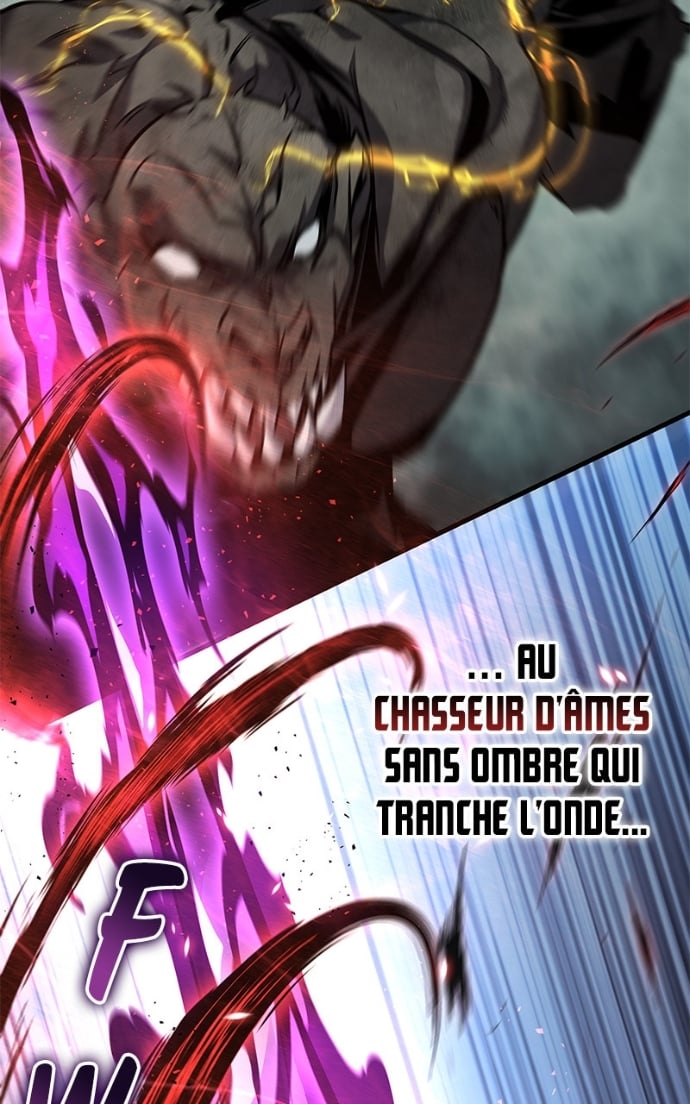 ... AU
CHASSEUR D'ÂMES
SANS OMBRE QUI
TRANCHE L'ONDE...
F
W